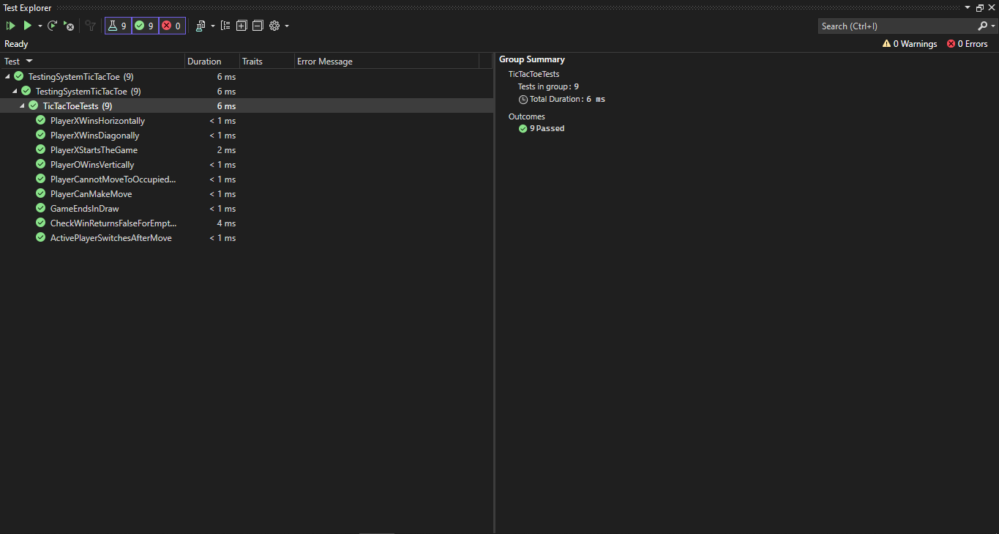 Test Explorer
9 9 0
Search (Ctrl+I)
Ready
0 Warnings 0 Errors
Test Duration Traits Error Message
TestingSystemTicTacToe (9) 6 ms
TestingSystemTicTacToe (9) 6 ms
TicTacToeTests (9) 6 ms
PlayerXWinsHorizontally < 1 ms
PlayerXWinsDiagonally < 1 ms
PlayerXStartsTheGame 2 ms
PlayerOWinsVertically < 1 ms
PlayerCannotMoveToOccupied... < 1 ms
PlayerCanMakeMove < 1 ms
GameEndsInDraw < 1 ms
CheckWinReturnsFalseForEmpt... 4 ms
ActivePlayerSwitchesAfterMove < 1 ms
Group Summary
TicTacToeTests
Tests in group: 9
Total Duration: 6 ms
Outcomes
9 Passed